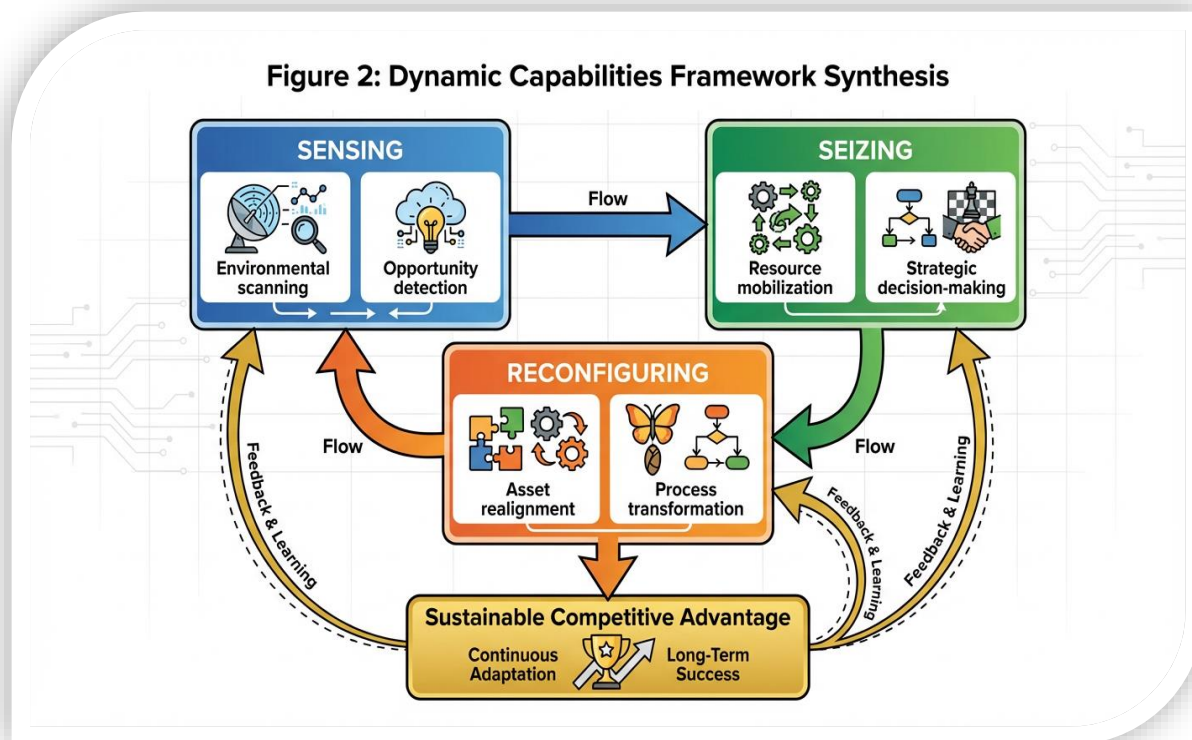 Figure 2: Dynamic Capabilities Framework Synthesis
SENSING
Environmental
scanning
Opportunity
detection
Flow
SEIZING
Resource
mobilization
Strategic
decision-making
Flow
RECONFIGURING
Asset
realignment
Process
transformation
Flow
Feedback & Learning
Feedback & Learning
Feedback & Learning
Sustainable Competitive Advantage
Continuous
Adaptation
Long-Term
Success